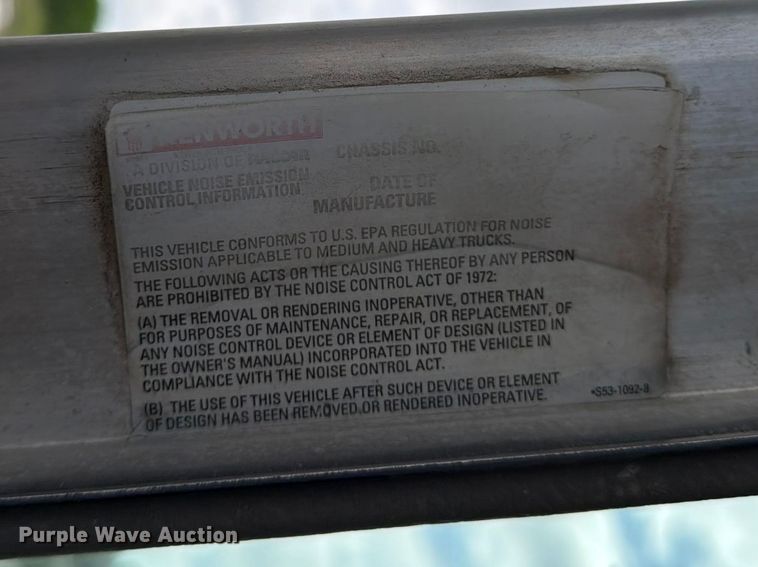 KENWORTH
A DIVISION OF PACCAR CHASSIS NO.
VEHICLE NOISE EMISSION
CONTROL INFORMATION
DATE OF
MANUFACTURE
THIS VEHICLE CONFORMS TO U.S. EPA REGULATION FOR NOISE
EMISSION APPLICABLE TO MEDIUM AND HEAVY TRUCKS.
THE FOLLOWING ACTS OR THE CAUSING THEREOF BY ANY PERSON
ARE PROHIBITED BY THE NOISE CONTROL ACT OF 1972:
(A) THE REMOVAL OR RENDERING INOPERATIVE, OTHER THAN
FOR PURPOSES OF MAINTENANCE, REPAIR, OR REPLACEMENT, OF
ANY NOISE CONTROL DEVICE OR ELEMENT OF DESIGN (LISTED IN
THE OWNER'S MANUAL) INCORPORATED INTO THE VEHICLE IN
COMPLIANCE WITH THE NOISE CONTROL ACT.
(B) THE USE OF THIS VEHICLE AFTER SUCH DEVICE OR ELEMENT
OF DESIGN HAS BEEN REMOVED OR RENDERED INOPERATIVE.
*S53-1092-B
Purple Wave Auction